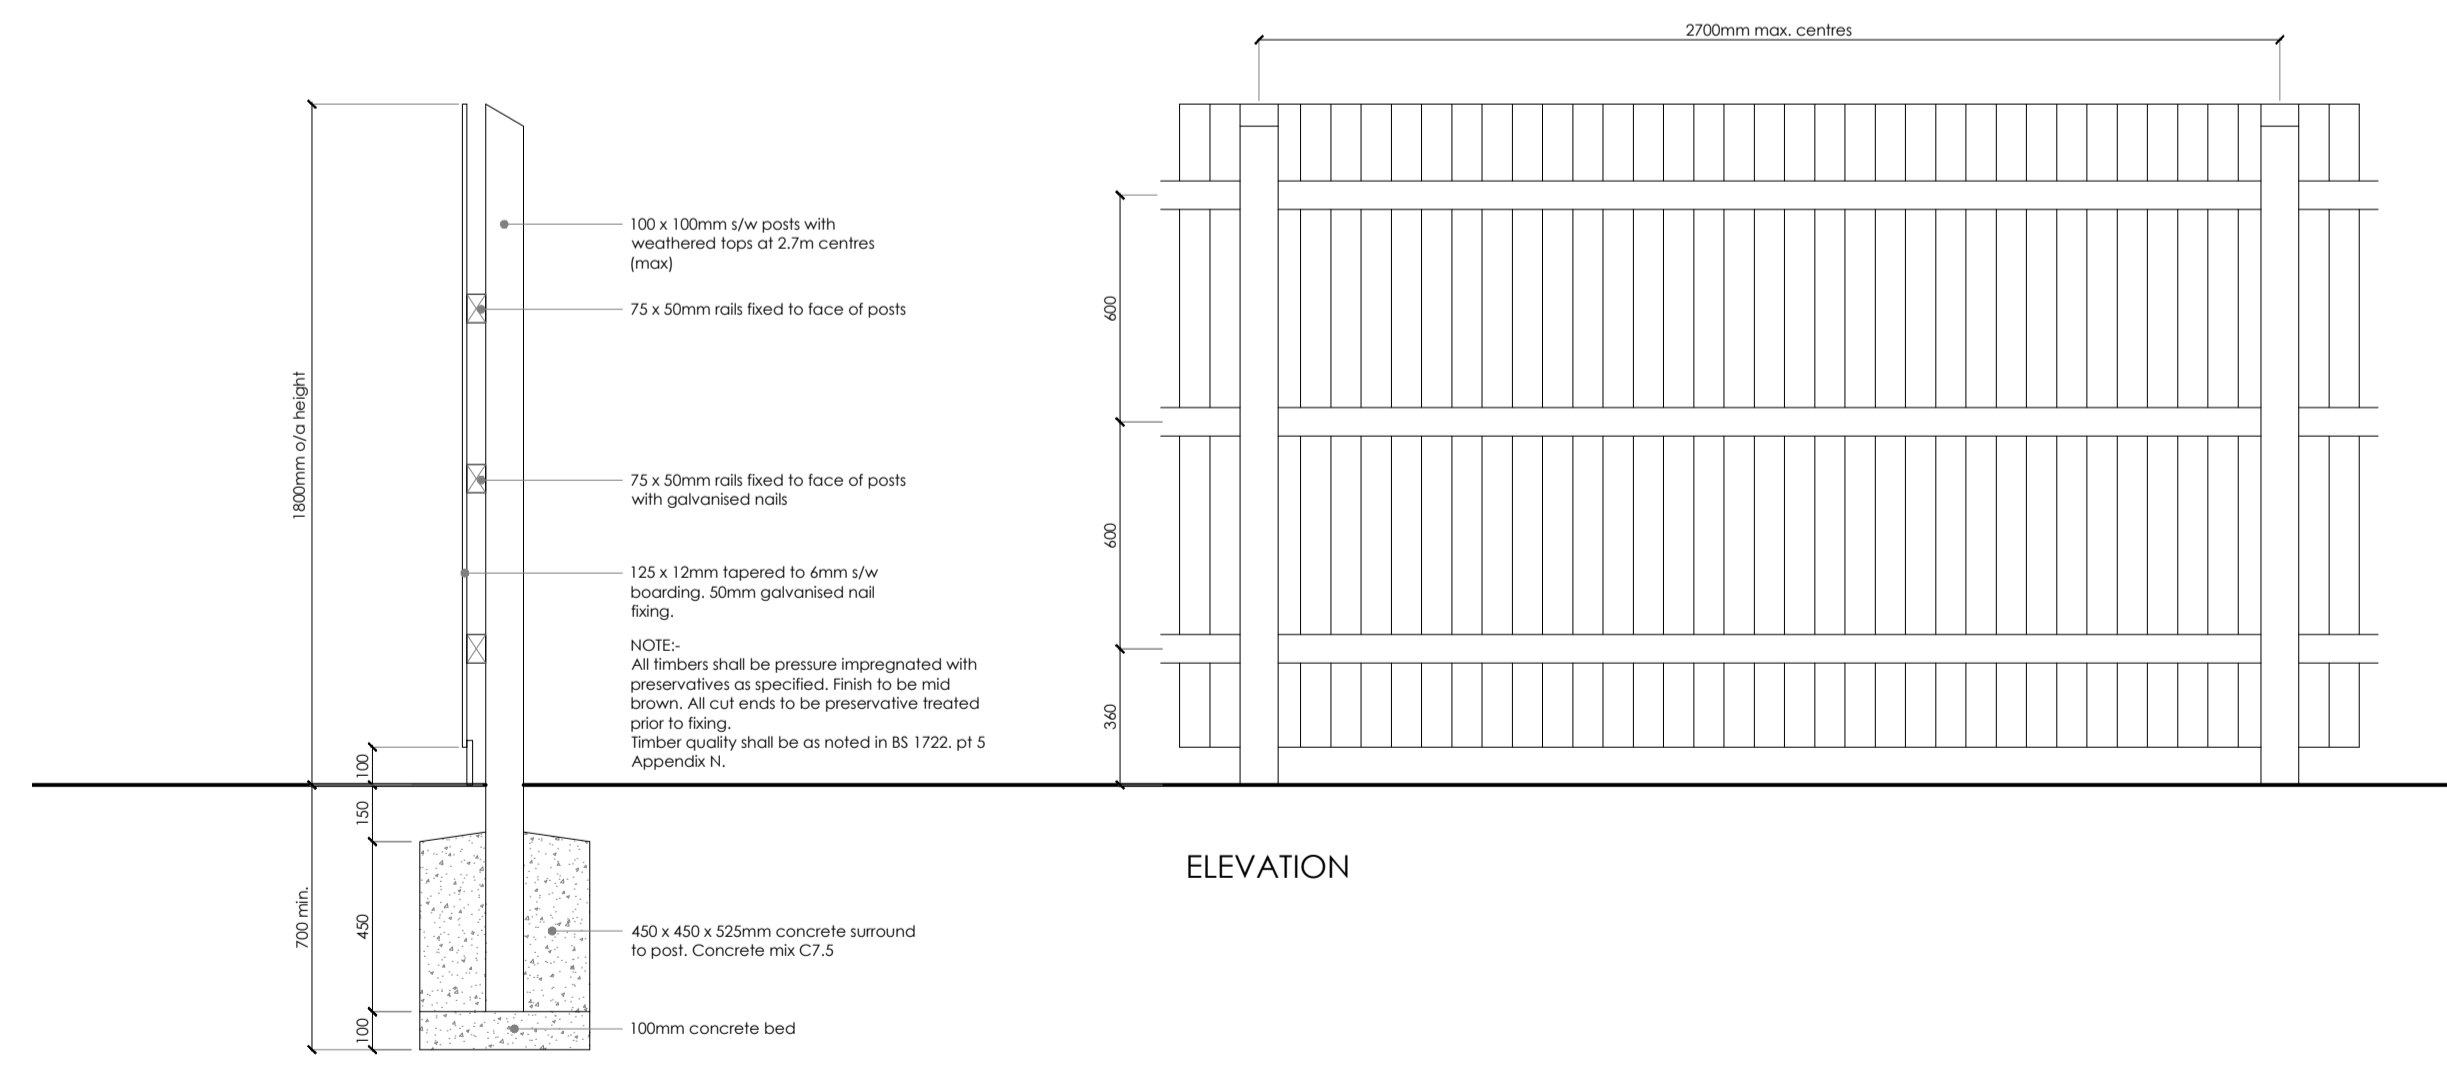 2700mm max. centres
100 x 100mm s/w posts with
weathered tops at 2.7m centres
(max)
75 x 50mm rails fixed to face of posts
75 x 50mm rails fixed to face of posts
with galvanised nails
125 x 12mm tapered to 6mm s/w
boarding. 50mm galvanised nail
fixing.
NOTE:-
All timbers shall be pressure impregnated with
preservatives as specified. Finish to be mid
brown. All cut ends to be preservative treated
prior to fixing.
Timber quality shall be as noted in BS 1722. pt 5
Appendix N.
1800mm o/a height
100
150
450
100
700 min.
450 x 450 x 525mm concrete surround
to post. Concrete mix C7.5
100mm concrete bed
600
600
360
ELEVATION